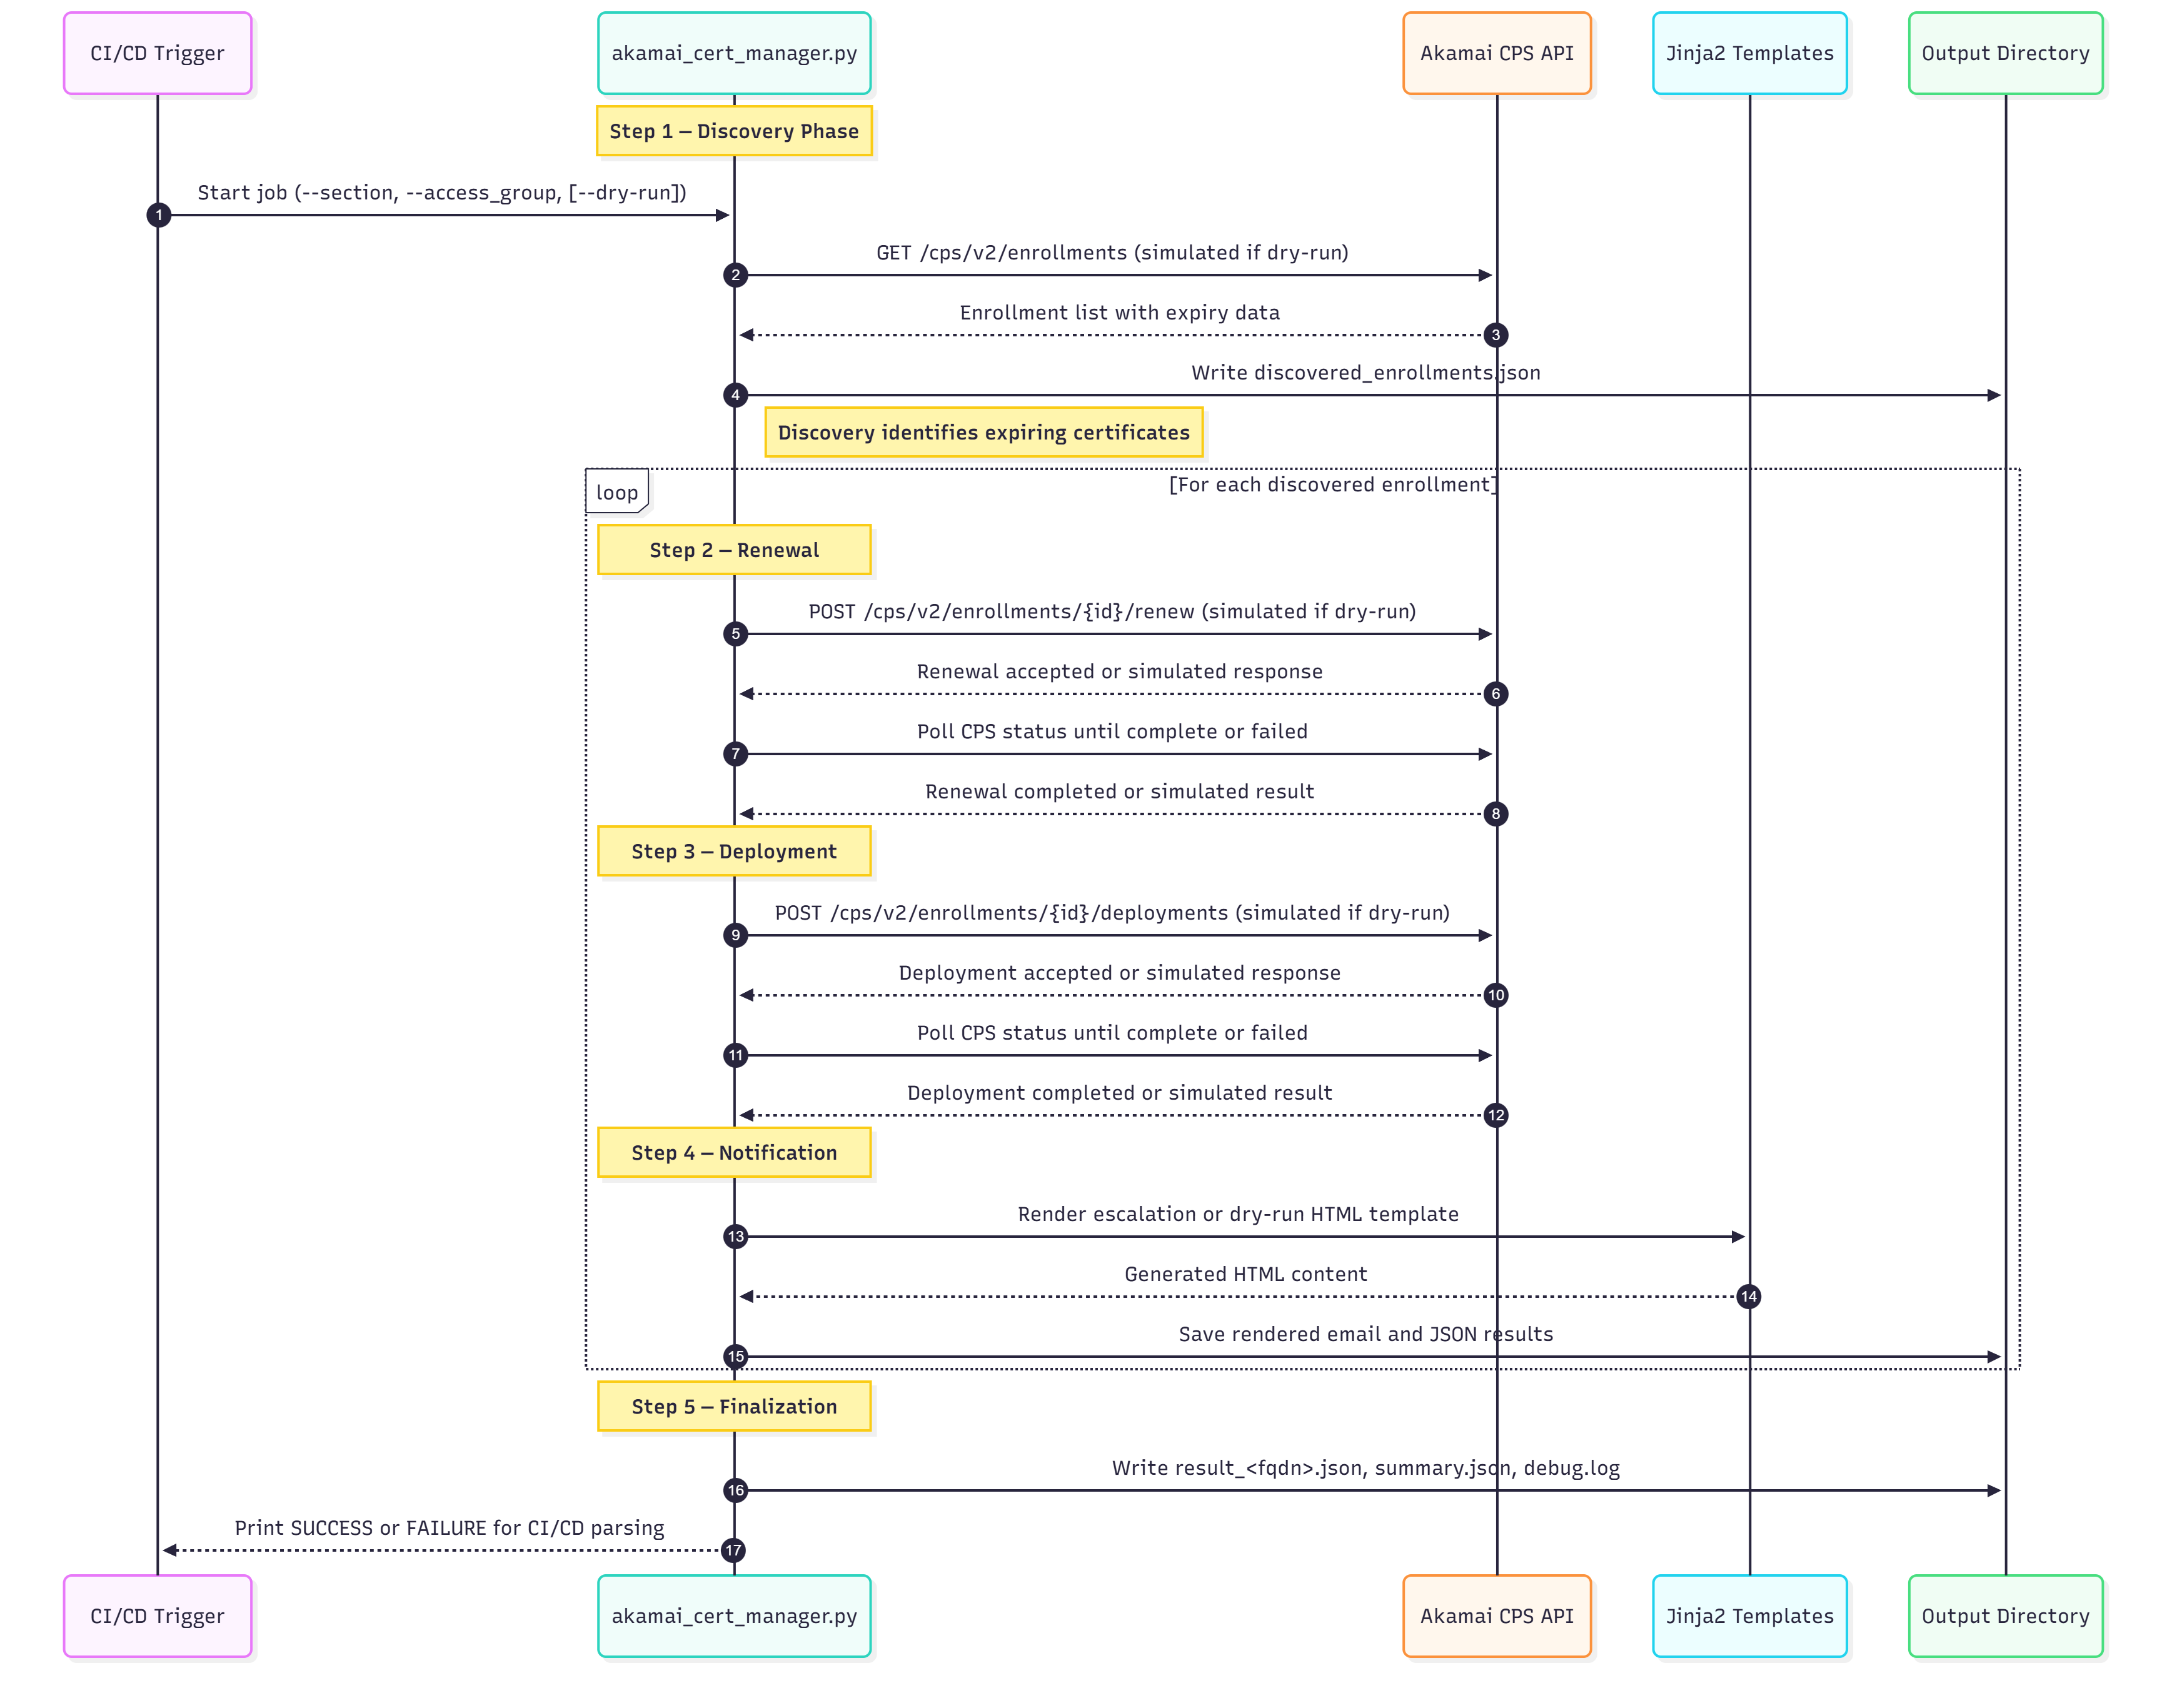 CI/CD Trigger
akamai_cert_manager.py
Akamai CPS API
Jinja2 Templates
Output Directory
Step 1 – Discovery Phase
Start job (--section, --access_group, [--dry-run])
1
GET /cps/v2/enrollments (simulated if dry-run)
2
Enrollment list with expiry data
3
Write discovered_enrollments.json
4
Discovery identifies expiring certificates
loop
[For each discovered enrollment]
Step 2 – Renewal
POST /cps/v2/enrollments/{id}/renew (simulated if dry-run)
5
Renewal accepted or simulated response
6
Poll CPS status until complete or failed
7
Renewal completed or simulated result
8
Step 3 – Deployment
POST /cps/v2/enrollments/{id}/deployments (simulated if dry-run)
9
Deployment accepted or simulated response
10
Poll CPS status until complete or failed
11
Deployment completed or simulated result
12
Step 4 – Notification
Render escalation or dry-run HTML template
13
Generated HTML content
14
Save rendered email and JSON results
15
Step 5 – Finalization
Write result_<fqdn>.json, summary.json, debug.log
16
Print SUCCESS or FAILURE for CI/CD parsing
17
CI/CD Trigger
akamai_cert_manager.py
Akamai CPS API
Jinja2 Templates
Output Directory